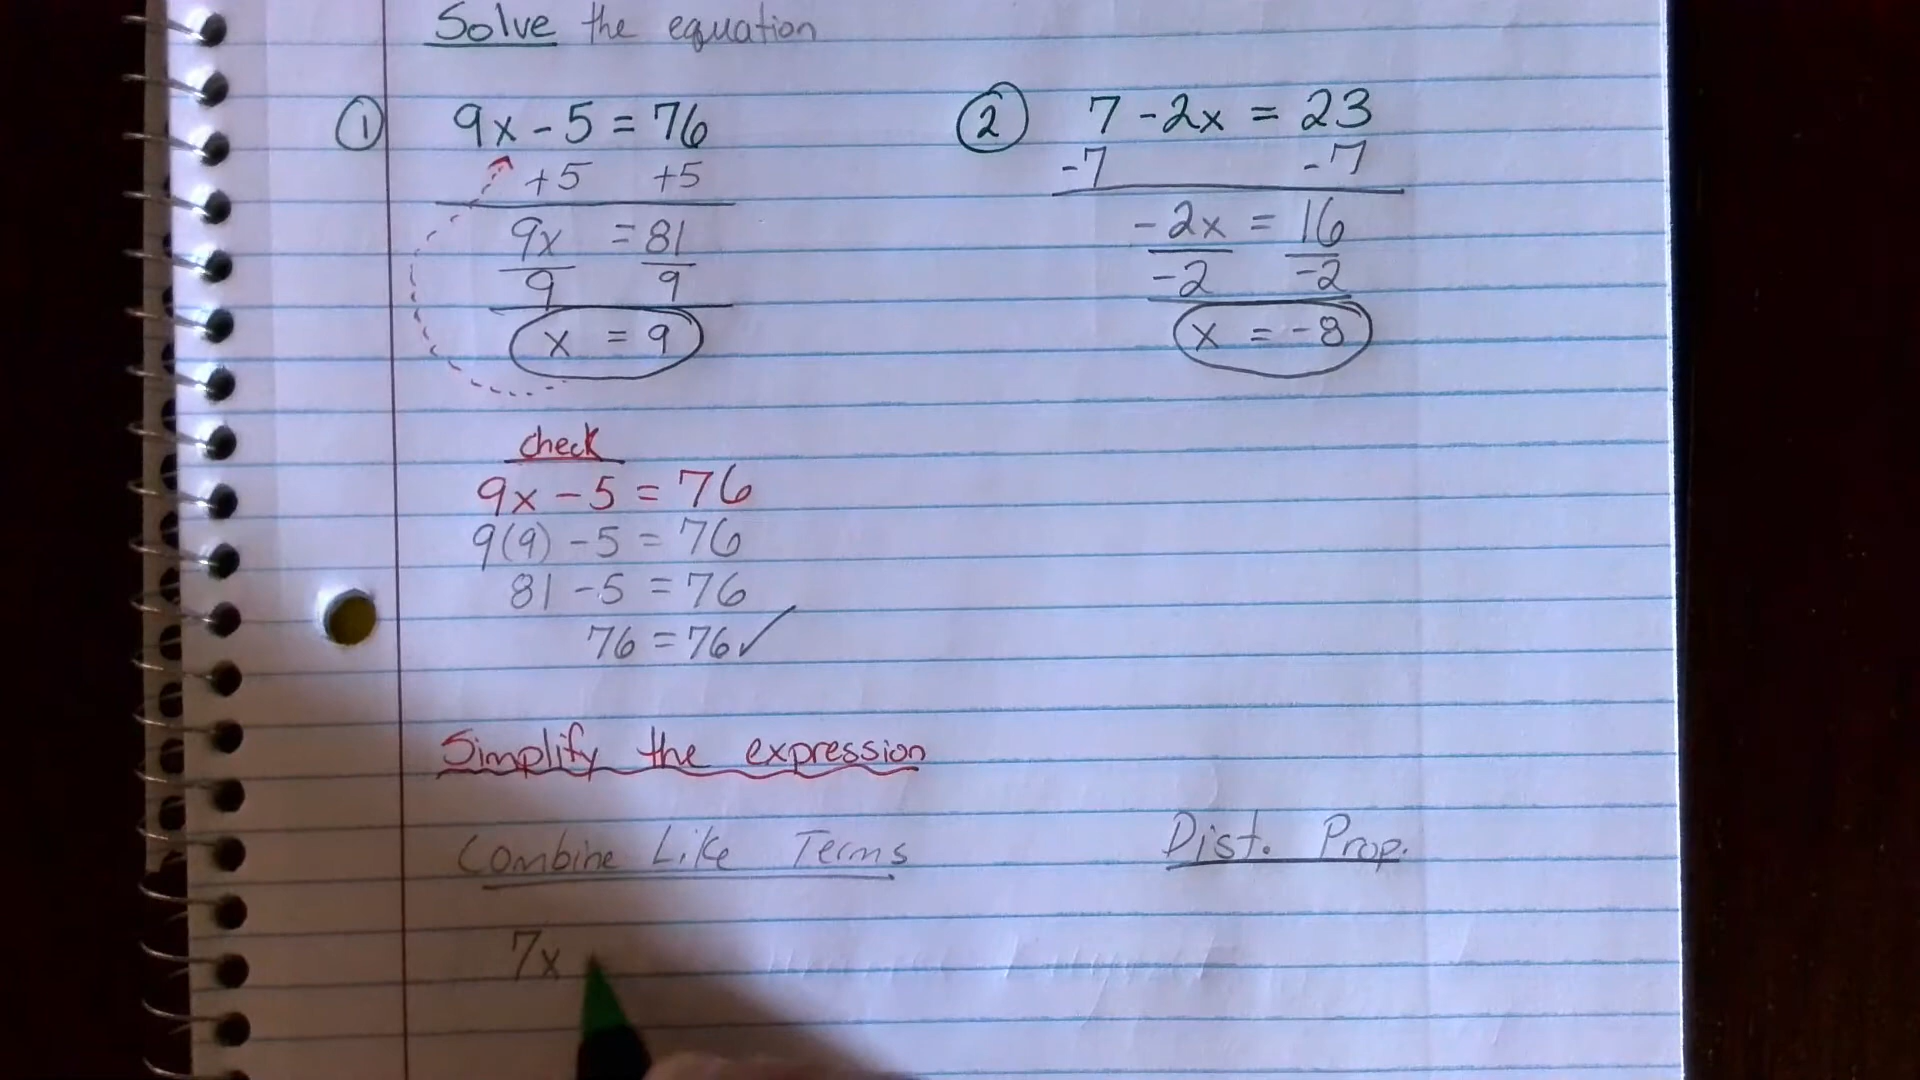 Solve the equation
① 9x - 5 = 76
+5 +5
9x = 81
9 9
x = 9
check
9x - 5 = 76
9(9) - 5 = 76
81 - 5 = 76
76 = 76 ✓
② 7 - 2x = 23
-7 -7
-2x = 16
-2 -2
x = -8
Simplify the expression
Combine Like Terms
7x
Dist. Prop.